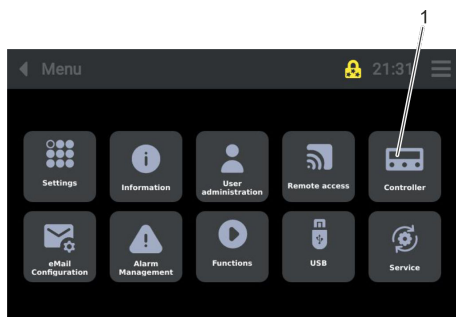 1
Menu
21:31
Settings
Information
User
administration
Remote access
Controller
eMail
Configuration
Alarm
Management
Functions
USB
Service